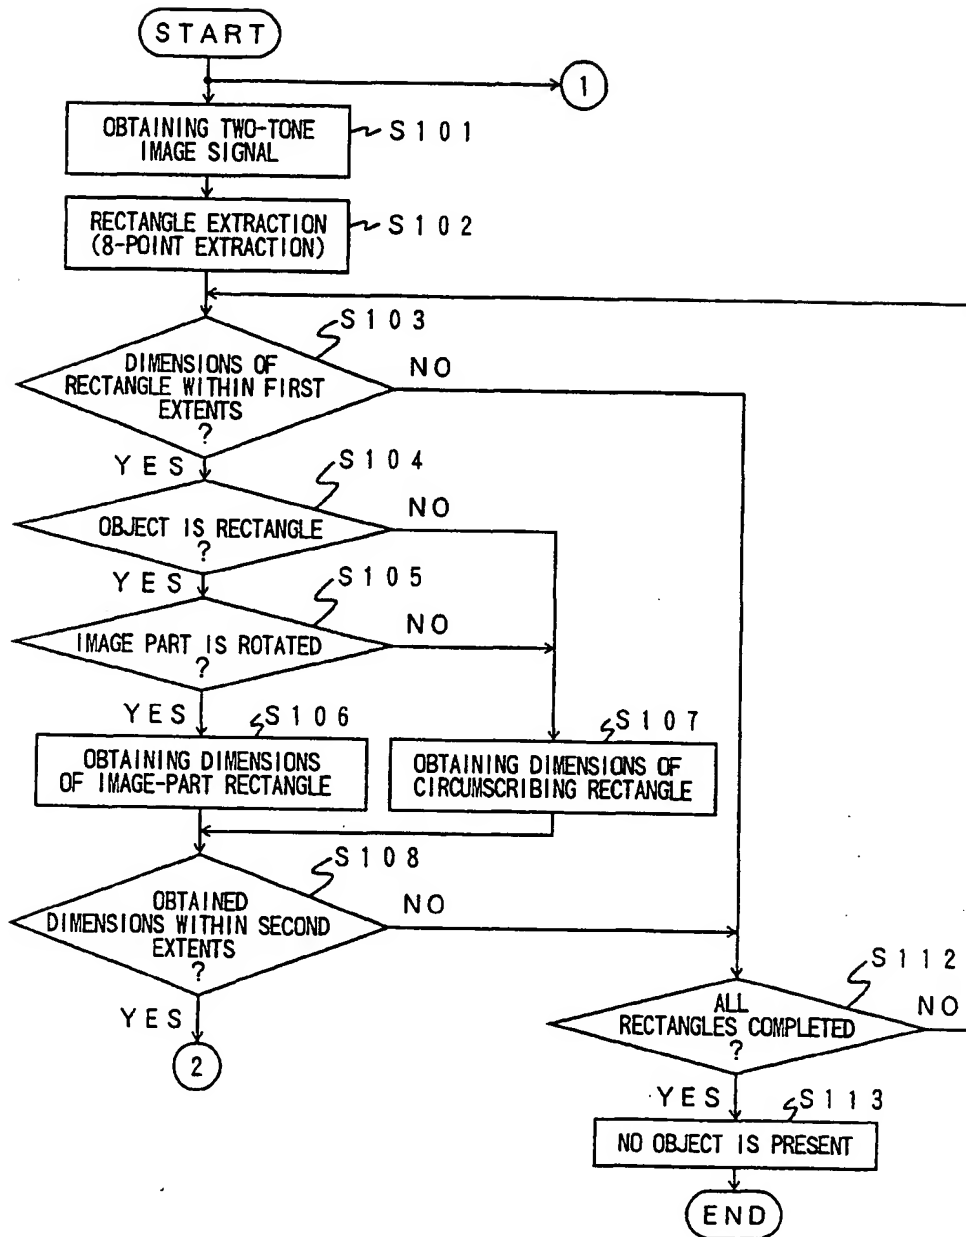 START
1
OBTAINING TWO-TONE
IMAGE SIGNAL
S101
RECTANGLE EXTRACTION
(8-POINT EXTRACTION)
S102
S103
DIMENSIONS OF
RECTANGLE WITHIN FIRST
EXTENTS
?
NO
YES
S104
OBJECT IS RECTANGLE
?
NO
YES
S105
IMAGE PART IS ROTATED
?
NO
YES
S106
OBTAINING DIMENSIONS
OF IMAGE-PART RECTANGLE
S107
OBTAINING DIMENSIONS OF
CIRCUMSCRIBING RECTANGLE
S108
OBTAINED
DIMENSIONS WITHIN SECOND
EXTENTS
?
NO
YES
2
S112
ALL
RECTANGLES COMPLETED
?
NO
YES
S113
NO OBJECT IS PRESENT
END